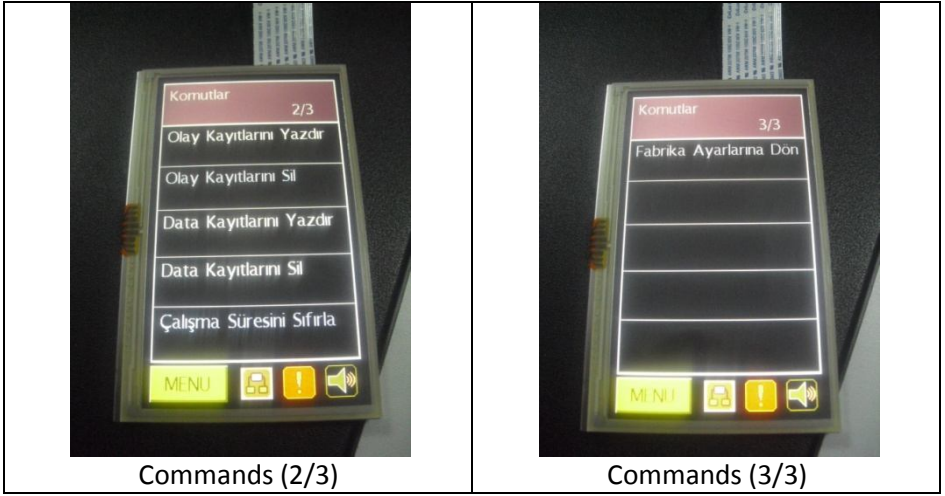 Komutlar
2/3
Olay Kayıtlarını Yazdır
Olay Kayıtlarını Sil
Data Kayıtlarını Yazdır
Data Kayıtlarını Sil
Çalışma Süresini Sıfırla
MENU
Commands (2/3)
Komutlar
3/3
Fabrika Ayarlarına Dön
MENU
Commands (3/3)